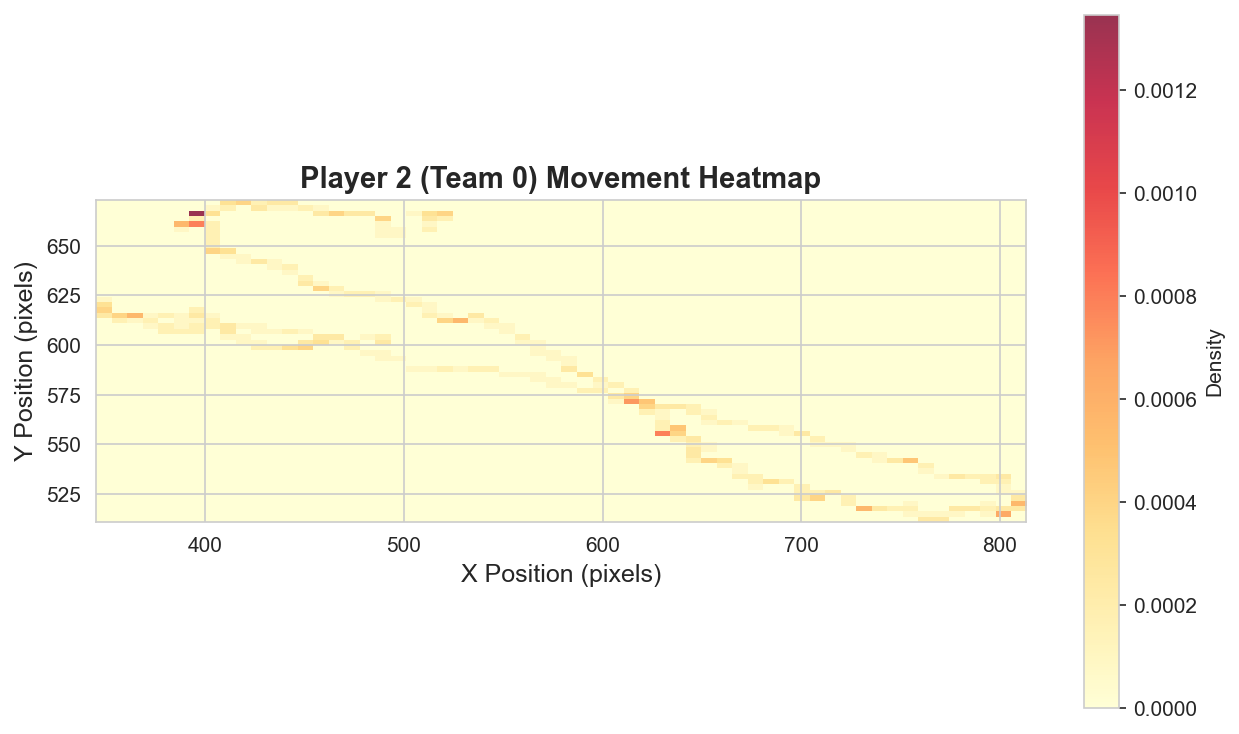 Player 2 (Team 0) Movement Heatmap
Y Position (pixels)
650
625
600
575
550
525
400 500 600 700 800
X Position (pixels)
0.0012
0.0010
0.0008
0.0006
0.0004
0.0002
0.0000
Density